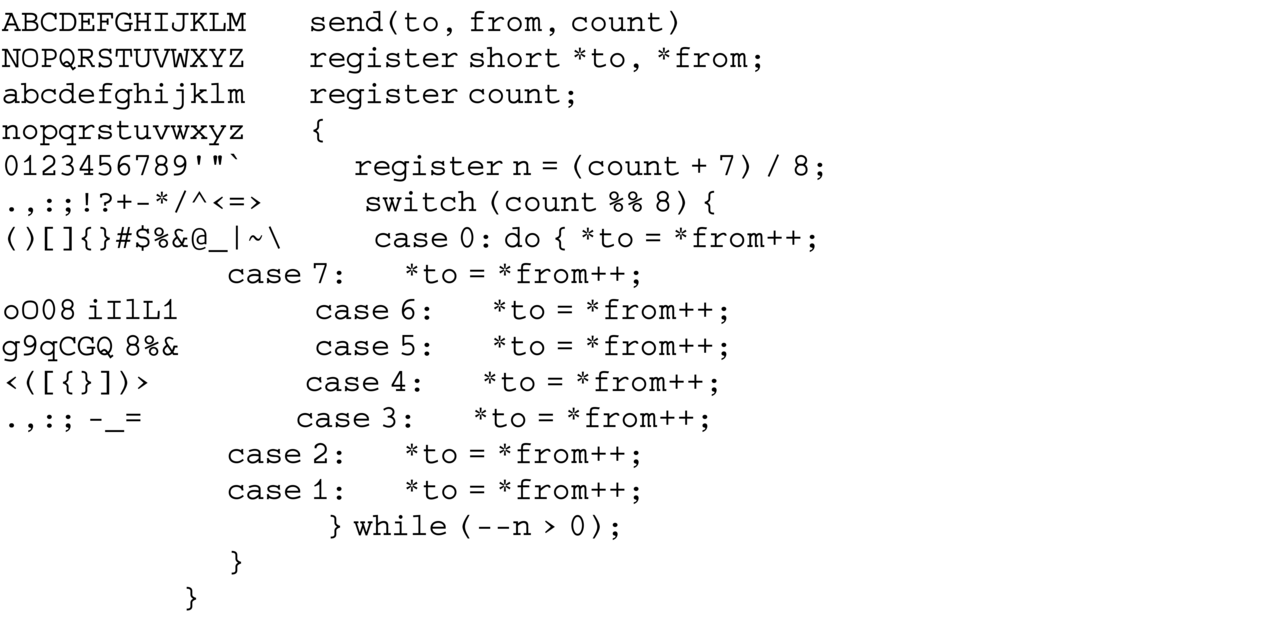 ABCDEFGHIJKLM send(to, from, count)
NOPQRSTUVWXYZ register short *to, *from;
abcdefghijklm register count;
nopqrstuvwxyz {
0123456789'"` register n = (count + 7) / 8;
.,:;!?+-*/^<=> switch (count %% 8) {
()[]{}#$%&@_|~\ case 0: do { *to = *from++;
case 7: *to = *from++;
oO08 iIlL1 case 6: *to = *from++;
g9qCGQ 8%& case 5: *to = *from++;
<([{}])> case 4: *to = *from++;
.,:; -_= case 3: *to = *from++;
case 2: *to = *from++;
case 1: *to = *from++;
} while (--n > 0);
}
}